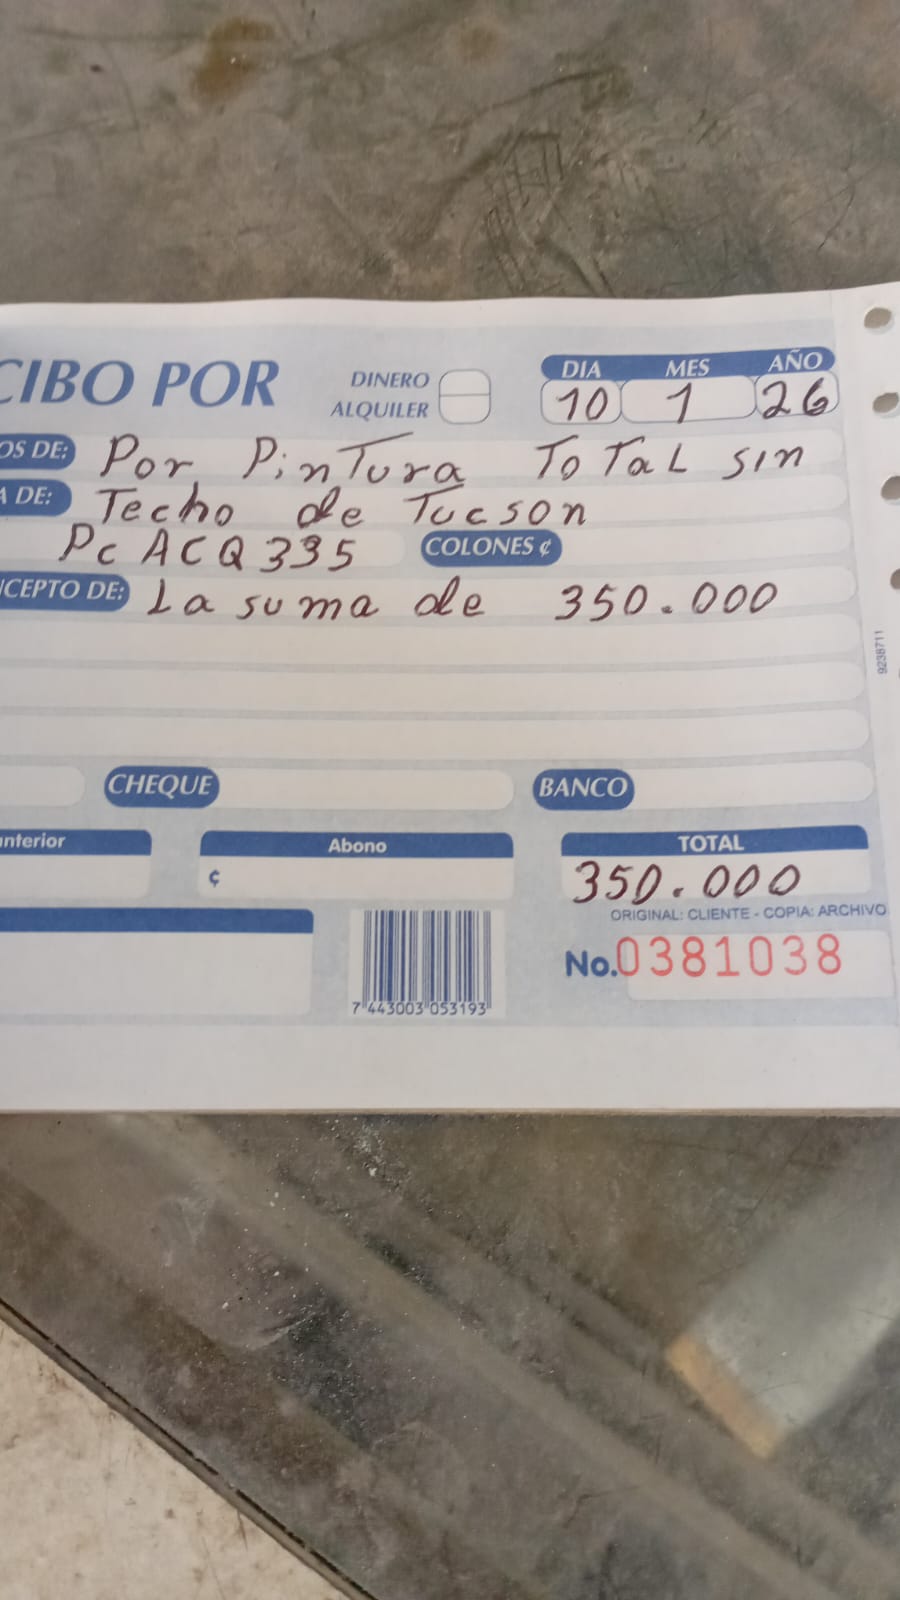 CIBO POR
DINERO
ALQUILER
DIA MES AÑO
10 1 26
OS DE: Por PinTura ToTaL sin
A DE: Techo de Tucson
Pc ACQ335 COLONES ¢
CEPTO DE: La suma de 350.000
9238711
CHEQUE BANCO
anterior Abono TOTAL
¢ 350.000
ORIGINAL: CLIENTE - COPIA: ARCHIVO
No.0381038
7 443003 053193